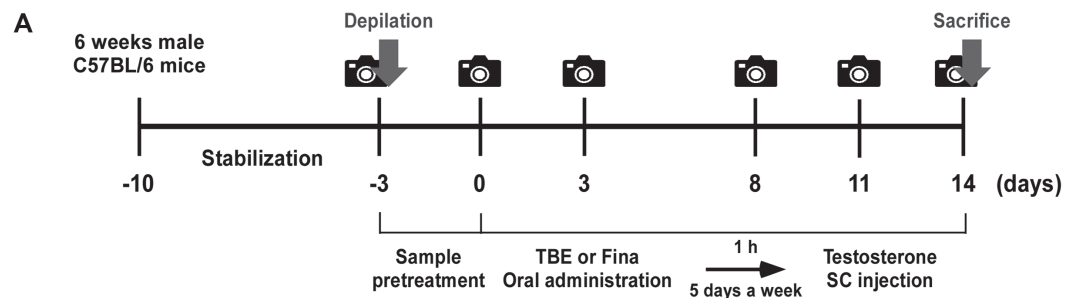 A
Depilation
Sacrifice
6 weeks male
C57BL/6 mice
Stabilization
-10
-3
0
3
8
11
14
(days)
Sample
pretreatment
TBE or Fina
Oral administration
1 h
5 days a week
Testosterone
SC injection